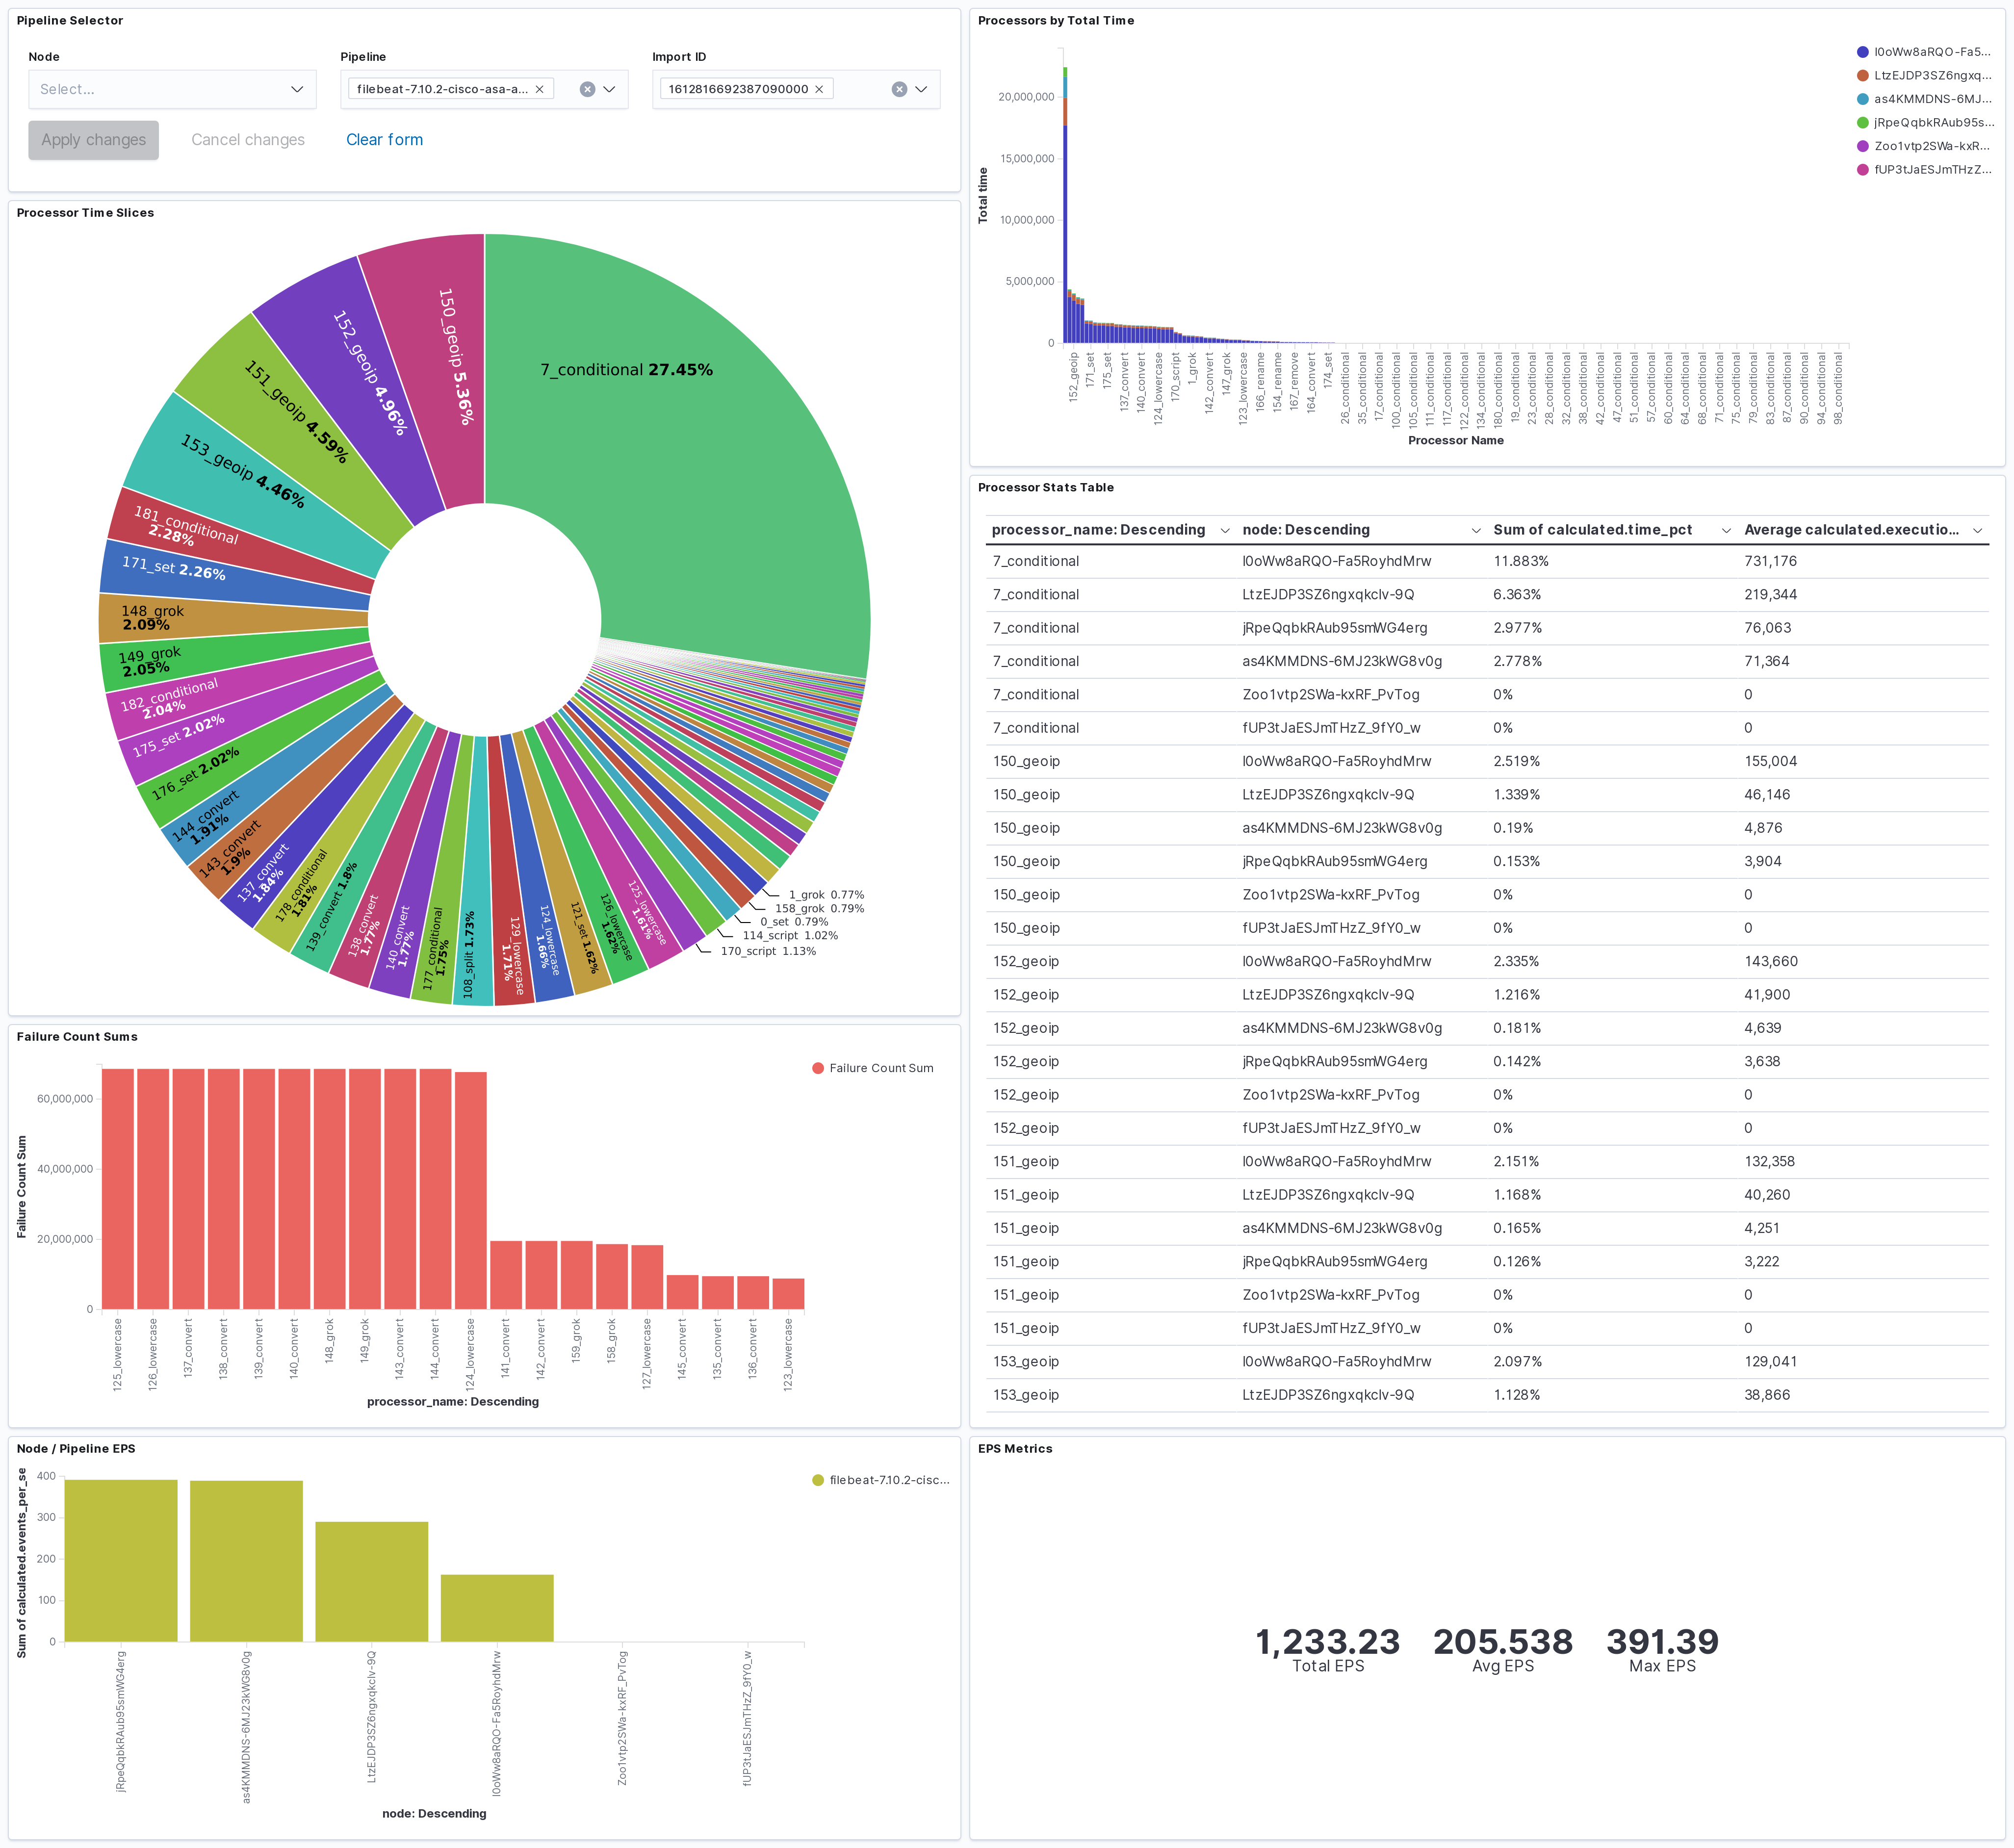 Pipeline Selector
Node
Pipeline
Import ID
Select...
filebeat-7.10.2-cisco-asa-a...
1612816692387090000
Apply changes
Cancel changes
Clear form
Processor Time Slices
7_conditional 27.45%
150_geoip 5.36%
152_geoip 4.96%
151_geoip 4.59%
153_geoip 4.46%
181_conditional
2.28%
171_set 2.26%
148_grok
2.09%
149_grok
2.05%
182_conditional
2.04%
175_set 2.02%
176_set 2.02%
144_convert
1.91%
143_convert
1.9%
137_convert
1.84%
178_conditional
1.81%
139_convert 1.8%
138_convert
1.77%
140_convert
1.77%
177_conditional
1.75%
108_split 1.73%
129_lowercase
1.71%
124_lowercase
1.66%
121_set 1.62%
126_lowercase
1.62%
125_lowercase
1.61%
1_grok 0.77%
158_grok 0.79%
0_set 0.79%
114_script 1.02%
170_script 1.13%
Failure Count Sums
Failure Count Sum
60,000,000
40,000,000
20,000,000
0
Failure Count Sum
125_lowercase
126_lowercase
137_convert
138_convert
139_convert
140_convert
148_grok
149_grok
143_convert
144_convert
124_lowercase
141_convert
142_convert
159_grok
158_grok
127_lowercase
145_convert
135_convert
136_convert
123_lowercase
processor_name: Descending
Node / Pipeline EPS
Sum of calculated.events_per_se
400
300
200
100
0
filebeat-7.10.2-cisc...
jRpeQqbkRAub95smWG4erg
as4KMMDNS-6MJ23kWG8v0g
LtzEJDP3SZ6ngxqkclv-9Q
l0oWw8aRQO-Fa5RoyhdMrw
Zoo1vtp2SWa-kxRF_PvTog
fUP3tJaESJmTHzZ_9fY0_w
node: Descending
Processors by Total Time
Total time
20,000,000
15,000,000
10,000,000
5,000,000
0
l0oWw8aRQO-Fa5...
LtzEJDP3SZ6ngxq...
as4KMMDNS-6MJ...
jRpeQqbkRAub95s...
Zoo1vtp2SWa-kxR...
fUP3tJaESJmTHzZ...
152_geoip
171_set
175_set
137_convert
140_convert
124_lowercase
170_script
1_grok
142_convert
147_grok
123_lowercase
166_rename
154_rename
167_remove
164_convert
174_set
26_conditional
35_conditional
17_conditional
100_conditional
105_conditional
111_conditional
117_conditional
122_conditional
134_conditional
180_conditional
19_conditional
23_conditional
28_conditional
32_conditional
38_conditional
42_conditional
47_conditional
51_conditional
57_conditional
60_conditional
64_conditional
68_conditional
71_conditional
75_conditional
79_conditional
83_conditional
87_conditional
90_conditional
94_conditional
98_conditional
Processor Name
Processor Stats Table
processor_name: Descending node: Descending Sum of calculated.time_pct Average calculated.executio...
7_conditional l0oWw8aRQO-Fa5RoyhdMrw 11.883% 731,176
7_conditional LtzEJDP3SZ6ngxqkclv-9Q 6.363% 219,344
7_conditional jRpeQqbkRAub95smWG4erg 2.977% 76,063
7_conditional as4KMMDNS-6MJ23kWG8v0g 2.778% 71,364
7_conditional Zoo1vtp2SWa-kxRF_PvTog 0% 0
7_conditional fUP3tJaESJmTHzZ_9fY0_w 0% 0
150_geoip l0oWw8aRQO-Fa5RoyhdMrw 2.519% 155,004
150_geoip LtzEJDP3SZ6ngxqkclv-9Q 1.339% 46,146
150_geoip as4KMMDNS-6MJ23kWG8v0g 0.19% 4,876
150_geoip jRpeQqbkRAub95smWG4erg 0.153% 3,904
150_geoip Zoo1vtp2SWa-kxRF_PvTog 0% 0
150_geoip fUP3tJaESJmTHzZ_9fY0_w 0% 0
152_geoip l0oWw8aRQO-Fa5RoyhdMrw 2.335% 143,660
152_geoip LtzEJDP3SZ6ngxqkclv-9Q 1.216% 41,900
152_geoip as4KMMDNS-6MJ23kWG8v0g 0.181% 4,639
152_geoip jRpeQqbkRAub95smWG4erg 0.142% 3,638
152_geoip Zoo1vtp2SWa-kxRF_PvTog 0% 0
152_geoip fUP3tJaESJmTHzZ_9fY0_w 0% 0
151_geoip l0oWw8aRQO-Fa5RoyhdMrw 2.151% 132,358
151_geoip LtzEJDP3SZ6ngxqkclv-9Q 1.168% 40,260
151_geoip as4KMMDNS-6MJ23kWG8v0g 0.165% 4,251
151_geoip jRpeQqbkRAub95smWG4erg 0.126% 3,222
151_geoip Zoo1vtp2SWa-kxRF_PvTog 0% 0
151_geoip fUP3tJaESJmTHzZ_9fY0_w 0% 0
153_geoip l0oWw8aRQO-Fa5RoyhdMrw 2.097% 129,041
153_geoip LtzEJDP3SZ6ngxqkclv-9Q 1.128% 38,866
EPS Metrics
1,233.23 205.538 391.39
Total EPS Avg EPS Max EPS